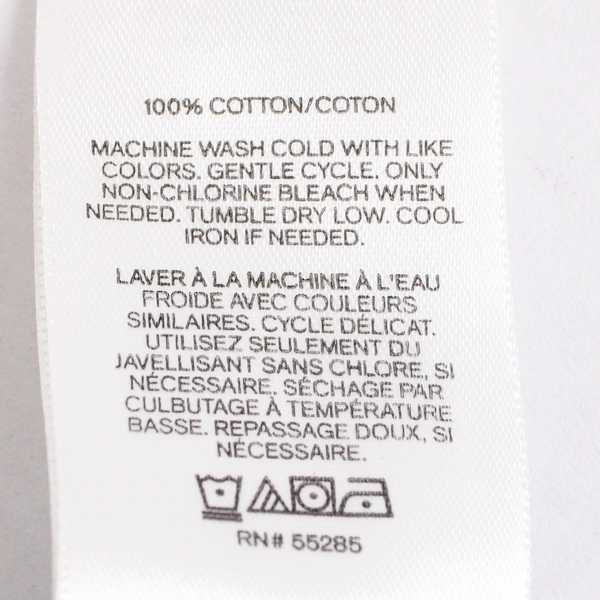 100% COTTON/COTON
MACHINE WASH COLD WITH LIKE
COLORS. GENTLE CYCLE. ONLY
NON-CHLORINE BLEACH WHEN
NEEDED. TUMBLE DRY LOW. COOL
IRON IF NEEDED.
LAVER À LA MACHINE À L'EAU
FROIDE AVEC COULEURS
SIMILAIRES. CYCLE DÉLICAT.
UTILISEZ SEULEMENT DU
JAVELLISANT SANS CHLORE, SI
NÉCESSAIRE. SÉCHAGE PAR
CULBUTAGE À TEMPÉRATURE
BASSE. REPASSAGE DOUX, SI
NÉCESSAIRE.
RN# 55285